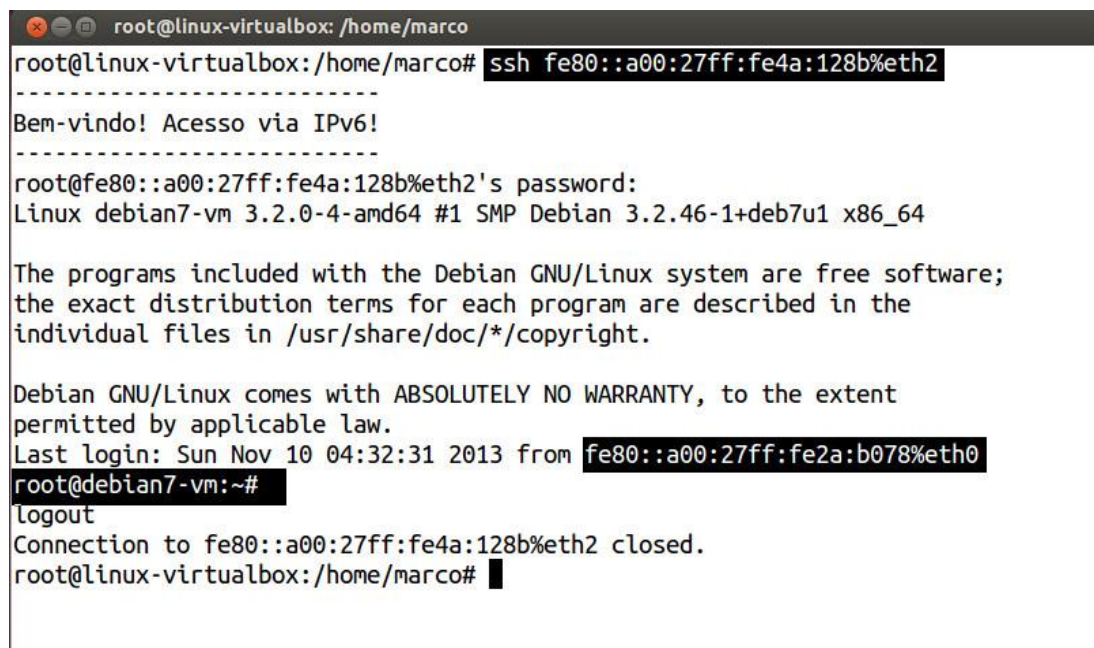 root@linux-virtualbox: /home/marco
root@linux-virtualbox:/home/marco# ssh fe80::a00:27ff:fe4a:128b%eth2
---------------------------
Bem-vindo! Acesso via IPv6!
---------------------------
root@fe80::a00:27ff:fe4a:128b%eth2's password:
Linux debian7-vm 3.2.0-4-amd64 #1 SMP Debian 3.2.46-1+deb7u1 x86_64
The programs included with the Debian GNU/Linux system are free software;
the exact distribution terms for each program are described in the
individual files in /usr/share/doc/*/copyright.
Debian GNU/Linux comes with ABSOLUTELY NO WARRANTY, to the extent
permitted by applicable law.
Last login: Sun Nov 10 04:32:31 2013 from fe80::a00:27ff:fe2a:b078%eth0
root@debian7-vm:~#
logout
Connection to fe80::a00:27ff:fe4a:128b%eth2 closed.
root@linux-virtualbox:/home/marco#